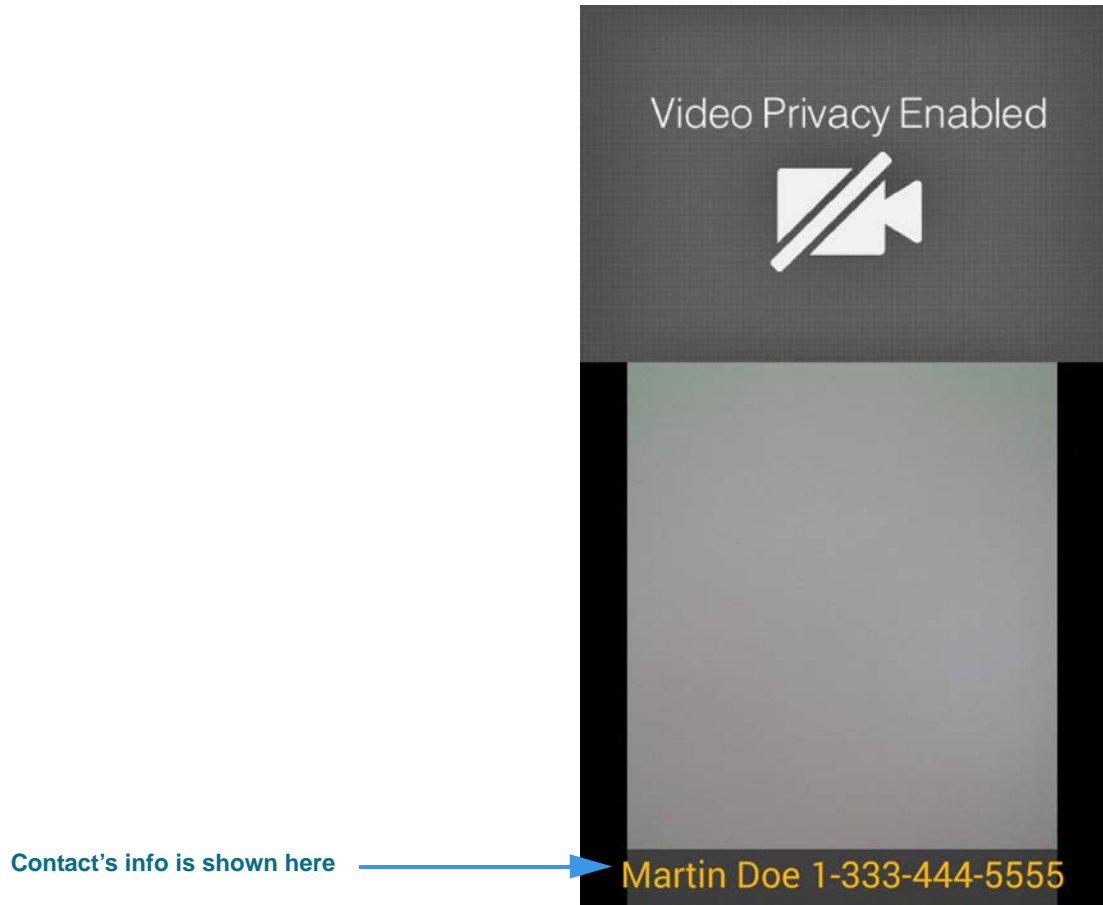 Video Privacy Enabled
Contact’s info is shown here
Martin Doe 1-333-444-5555